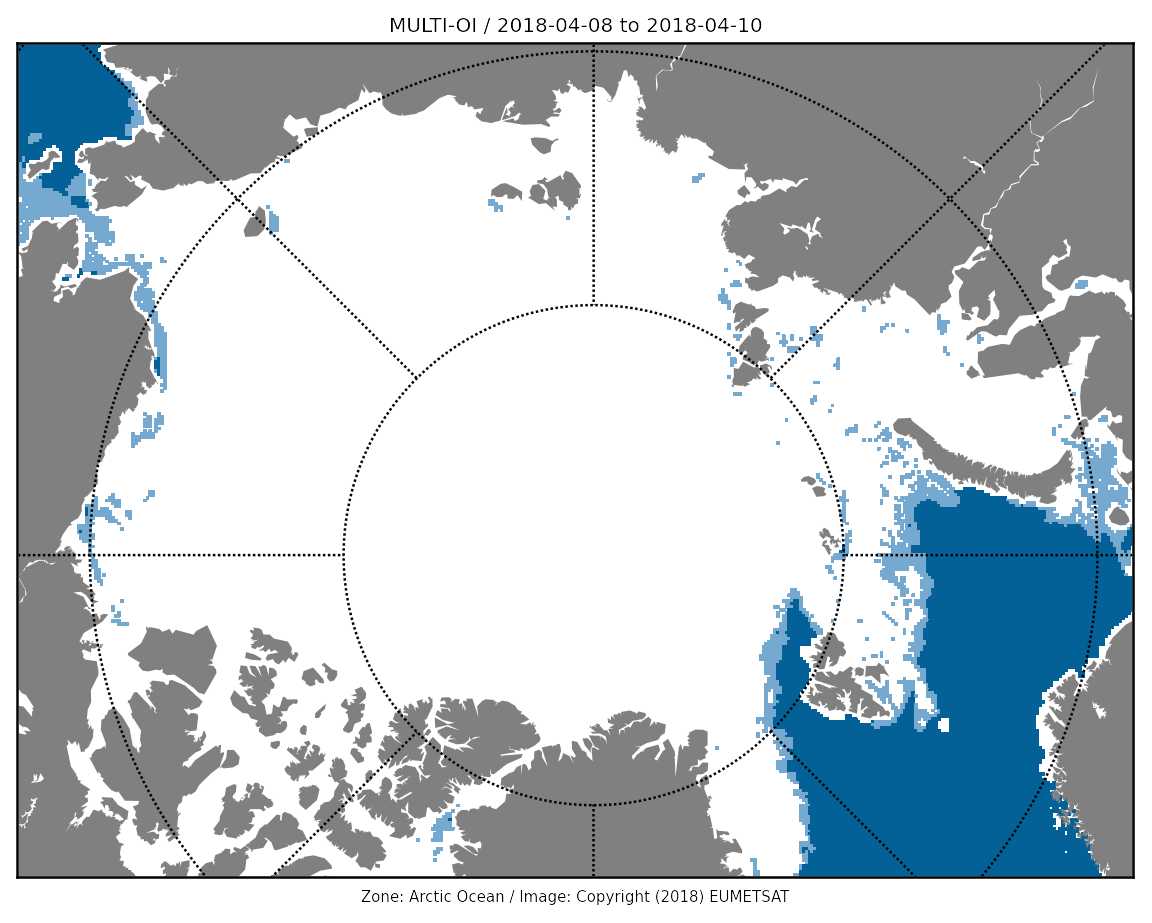 MULTI-OI / 2018-04-08 to 2018-04-10
Zone: Arctic Ocean / Image: Copyright (2018) EUMETSAT